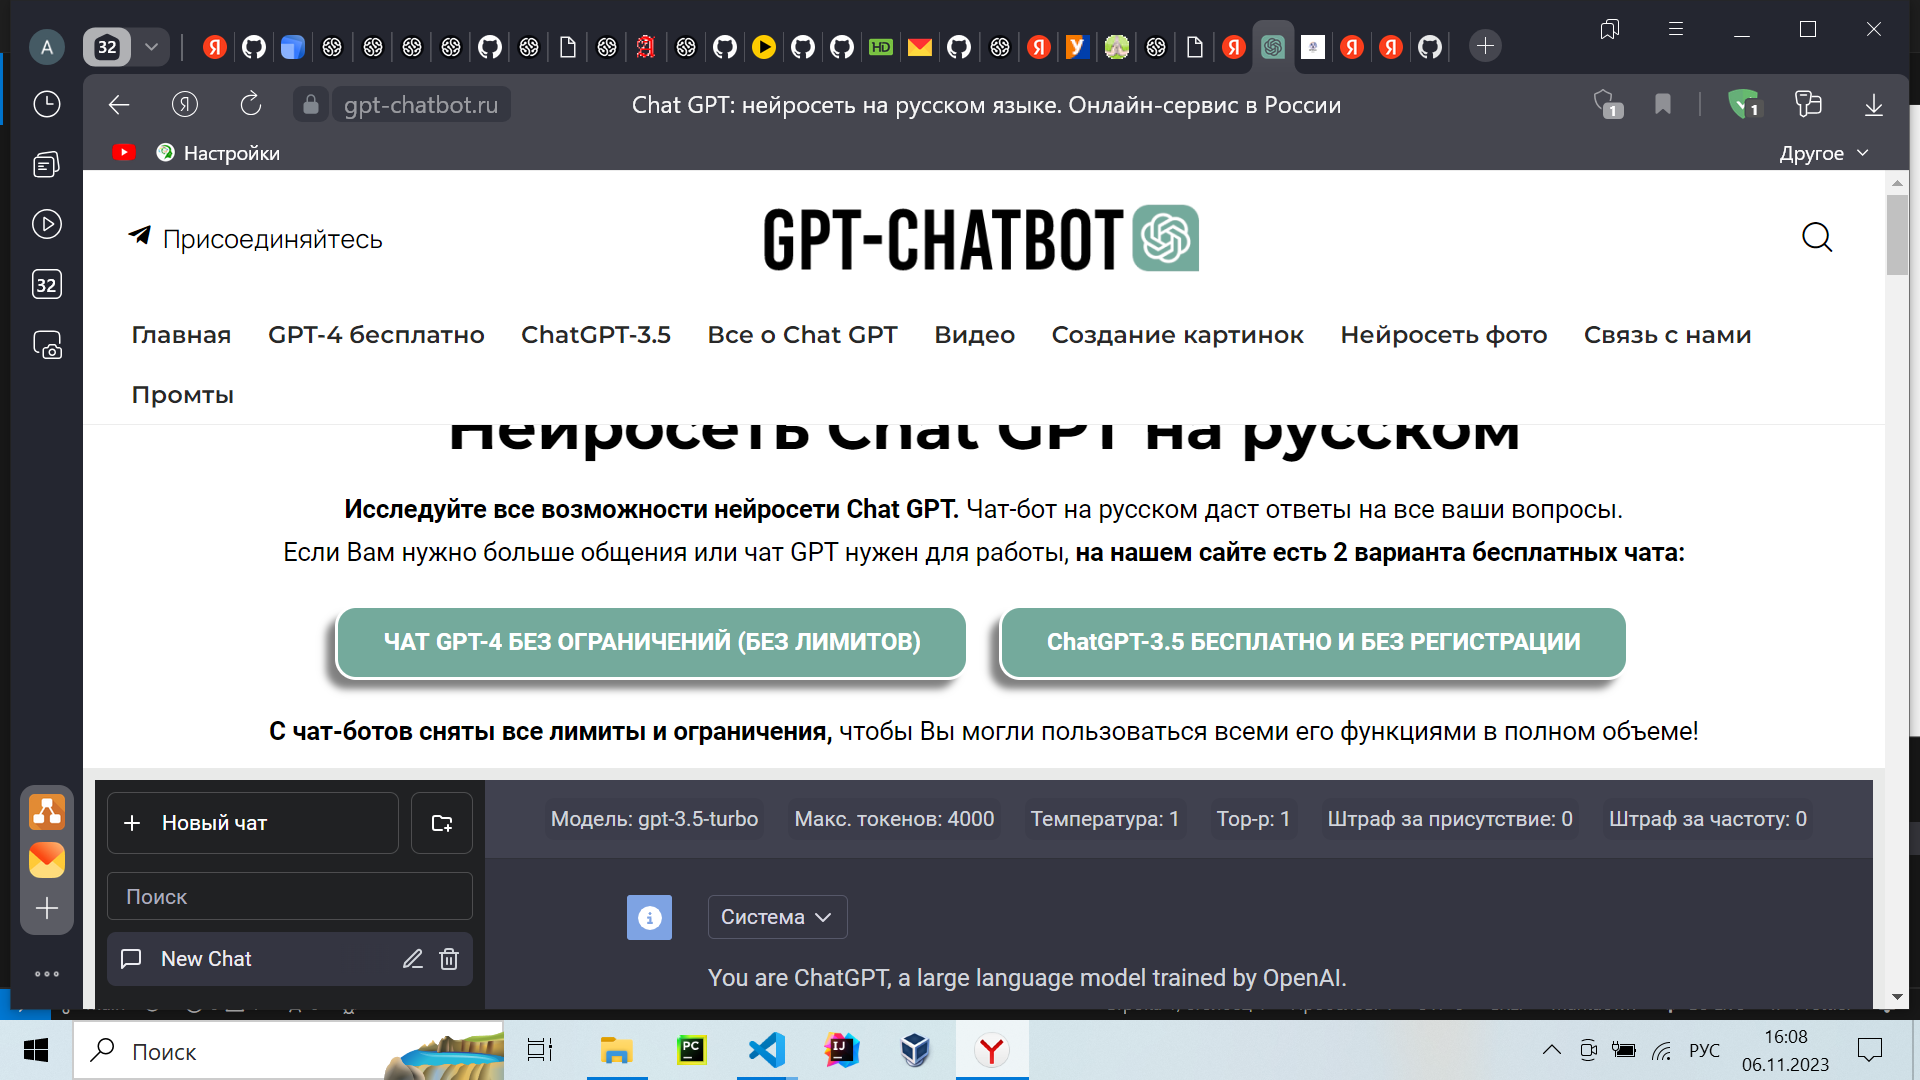 A
32
HD
У
gpt-chatbot.ru
Chat GPT: нейросеть на русском языке. Онлайн-сервис в России
1
1
Настройки
Другое
32
Присоединяйтесь
GPT-CHATBOT
Главная
GPT-4 бесплатно
ChatGPT-3.5
Все о Chat GPT
Видео
Создание картинок
Нейросеть фото
Связь с нами
Промты
Нейросеть Chat GPT на русском
Исследуйте все возможности нейросети Chat GPT. Чат-бот на русском даст ответы на все ваши вопросы.
Если Вам нужно больше общения или чат GPT нужен для работы, на нашем сайте есть 2 варианта бесплатных чата:
ЧАТ GPT-4 БЕЗ ОГРАНИЧЕНИЙ (БЕЗ ЛИМИТОВ)
ChatGPT-3.5 БЕСПЛАТНО И БЕЗ РЕГИСТРАЦИИ
С чат-ботов сняты все лимиты и ограничения, чтобы Вы могли пользоваться всеми его функциями в полном объеме!
Новый чат
Модель: gpt-3.5-turbo
Макс. токенов: 4000
Температура: 1
Top-p: 1
Штраф за присутствие: 0
Штраф за частоту: 0
Поиск
Система
New Chat
You are ChatGPT, a large language model trained by OpenAI.
Поиск
PC
IJ
РУС
16:08
06.11.2023